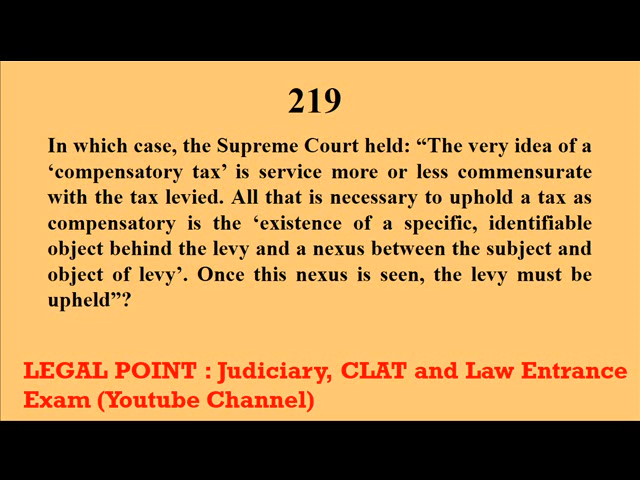 219
In which case, the Supreme Court held: “The very idea of a
‘compensatory tax’ is service more or less commensurate
with the tax levied. All that is necessary to uphold a tax as
compensatory is the ‘existence of a specific, identifiable
object behind the levy and a nexus between the subject and
object of levy’. Once this nexus is seen, the levy must be
upheld”?
LEGAL POINT : Judiciary, CLAT and Law Entrance
Exam (Youtube Channel)